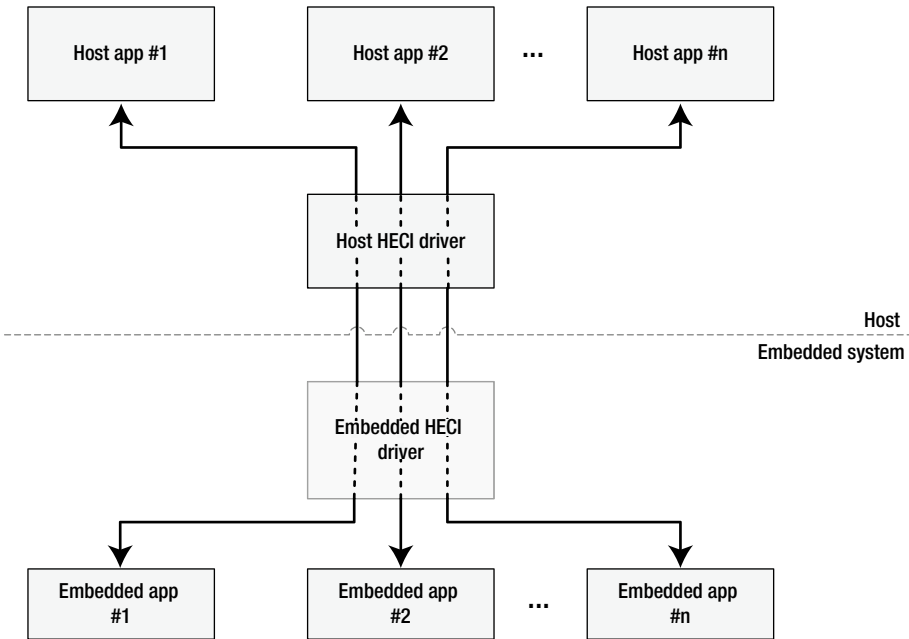 Host app #1
Host app #2
...
Host app #n
Host HECI driver
Host
Embedded system
Embedded HECI
driver
Embedded app
#1
Embedded app
#2
...
Embedded app
#n